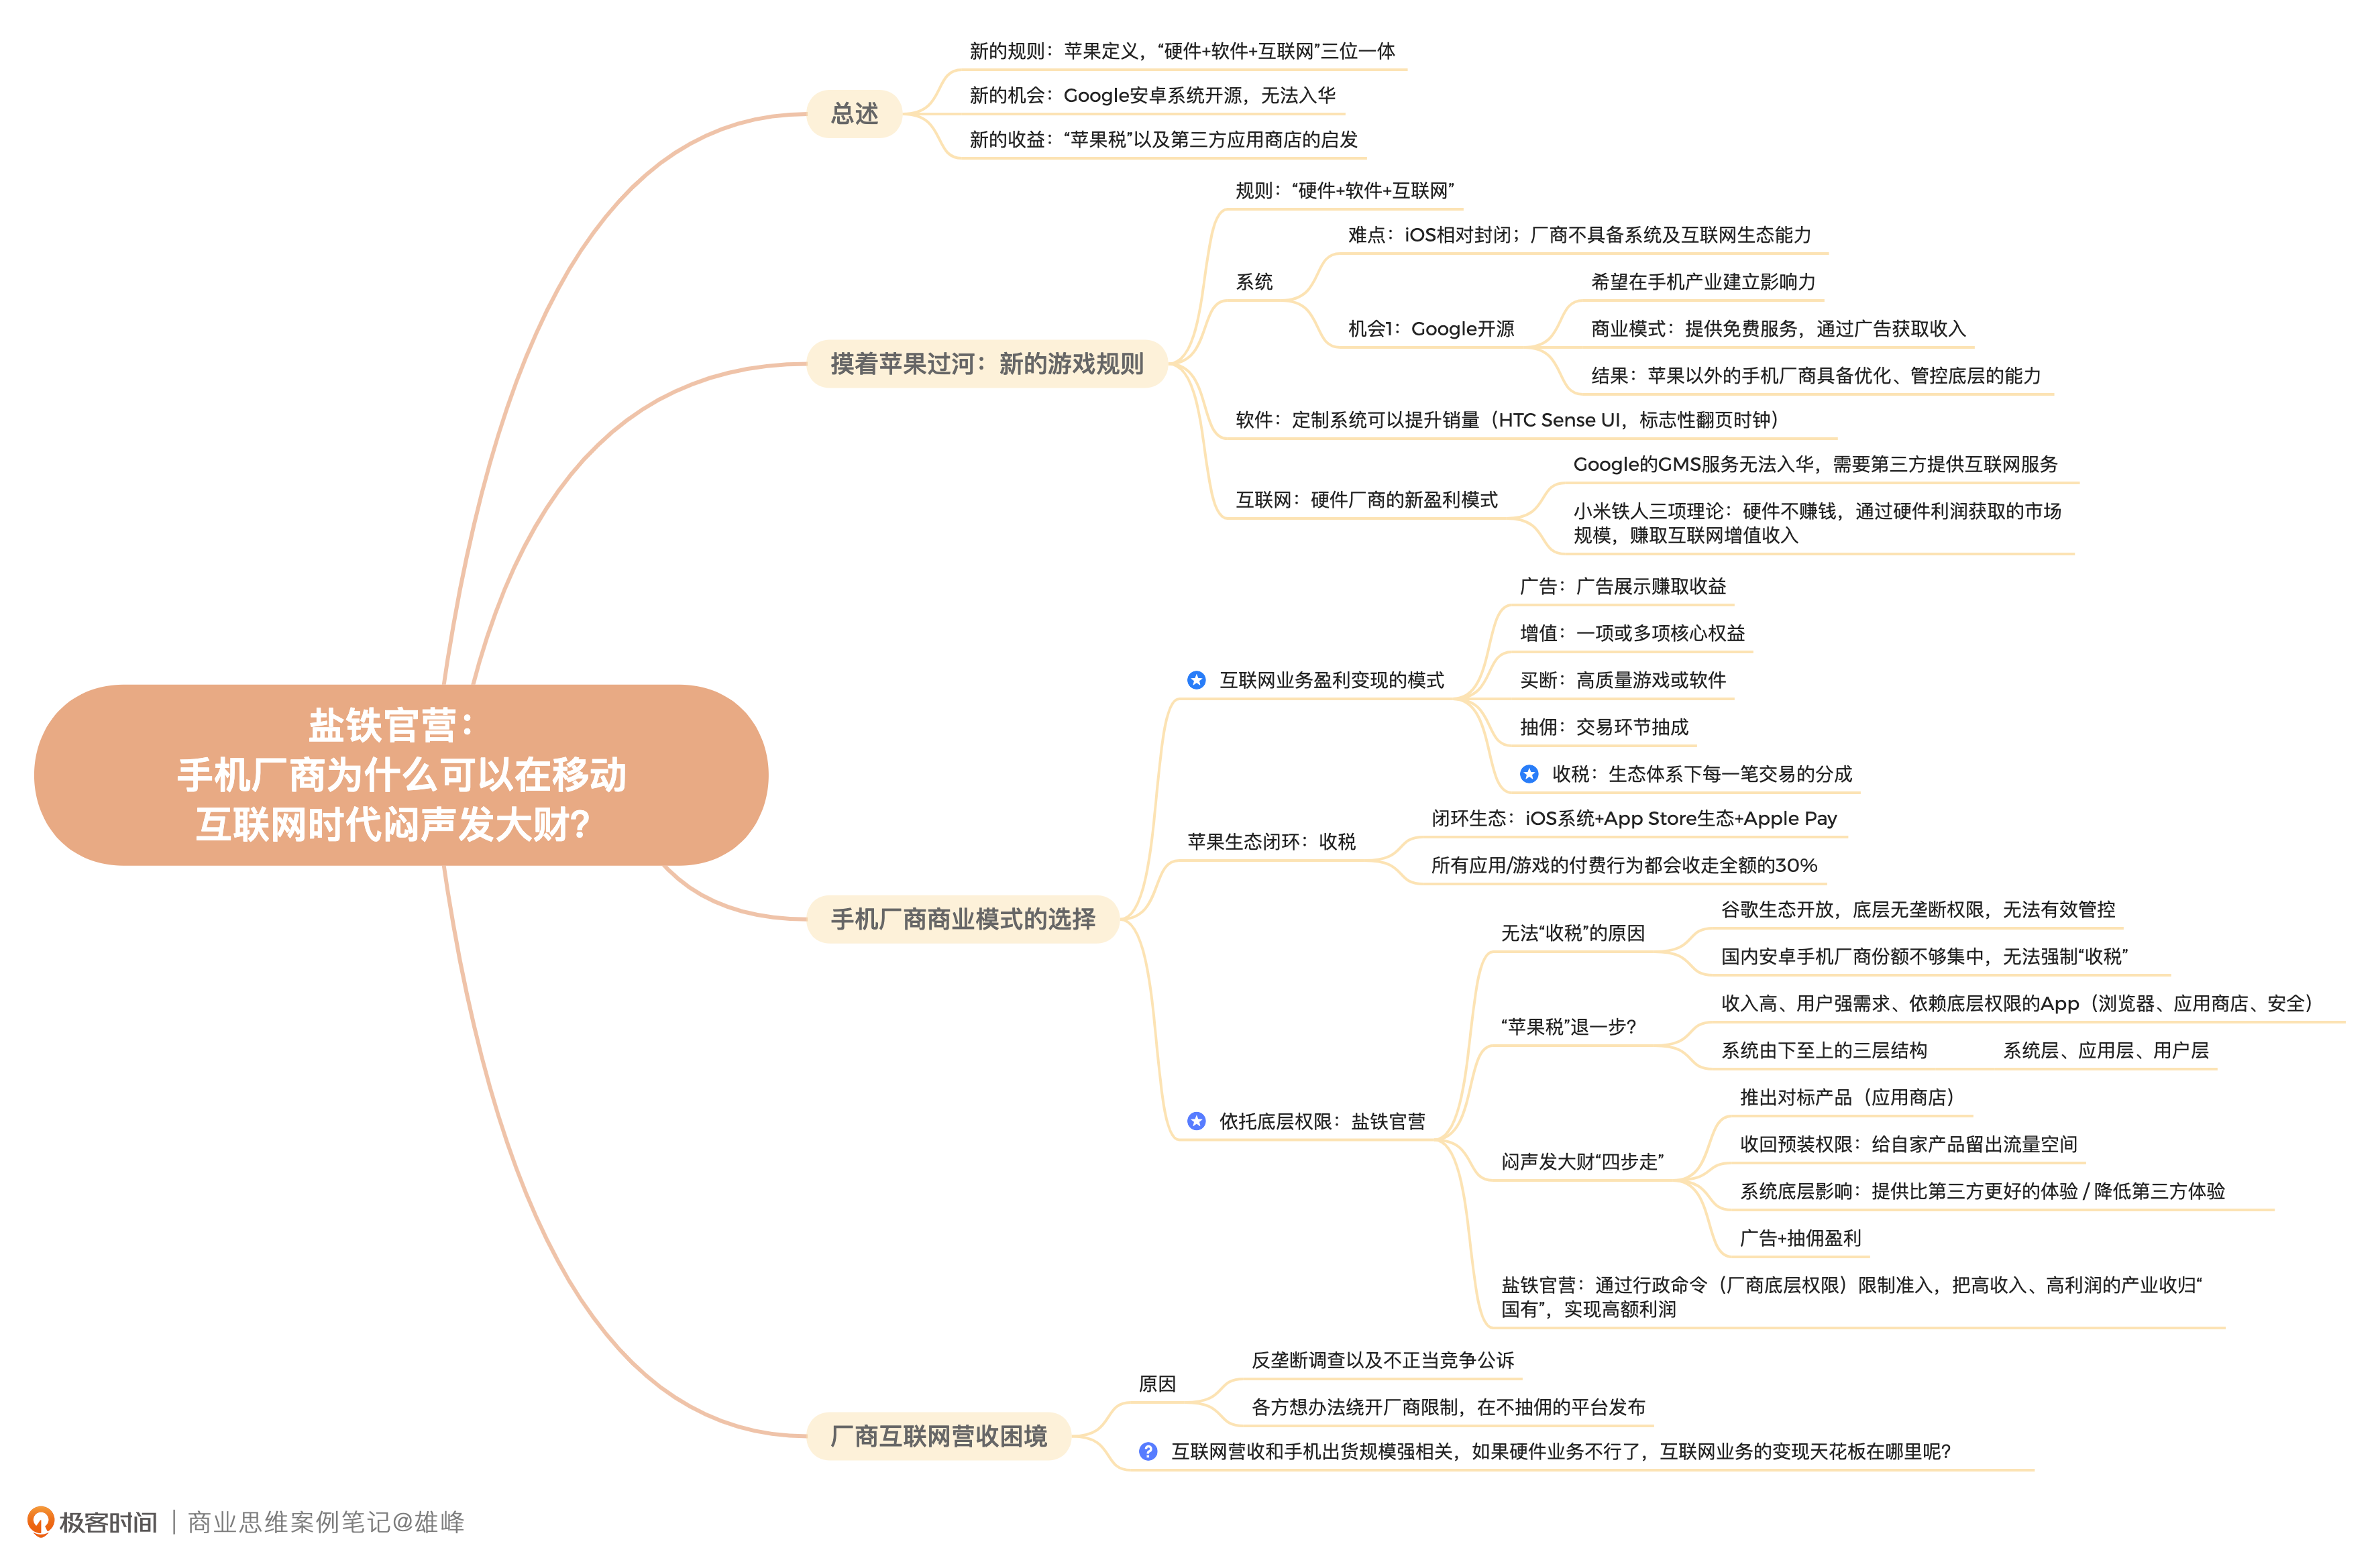 盐铁官营：
手机厂商为什么可以在移动
互联网时代闷声发大财？
总述
新的规则：苹果定义，“硬件+软件+互联网”三位一体
新的机会：Google安卓系统开源，无法入华
新的收益：“苹果税”以及第三方应用商店的启发
摸着苹果过河：新的游戏规则
规则：“硬件+软件+互联网”
系统
难点：iOS相对封闭；厂商不具备系统及互联网生态能力
机会1：Google开源
希望在手机产业建立影响力
商业模式：提供免费服务，通过广告获取收入
结果：苹果以外的手机厂商具备优化、管控底层的能力
软件：定制系统可以提升销量（HTC Sense UI，标志性翻页时钟）
互联网：硬件厂商的新盈利模式
Google的GMS服务无法入华，需要第三方提供互联网服务
小米铁人三项理论：硬件不赚钱，通过硬件利润获取的市场
规模，赚取互联网增值收入
手机厂商商业模式的选择
互联网业务盈利变现的模式
广告：广告展示赚取收益
增值：一项或多项核心权益
买断：高质量游戏或软件
抽佣：交易环节抽成
收税：生态体系下每一笔交易的分成
苹果生态闭环：收税
闭环生态：iOS系统+App Store生态+Apple Pay
所有应用/游戏的付费行为都会收走全额的30%
依托底层权限：盐铁官营
无法“收税”的原因
谷歌生态开放，底层无垄断权限，无法有效管控
国内安卓手机厂商份额不够集中，无法强制“收税”
“苹果税”退一步？
收入高、用户强需求、依赖底层权限的App（浏览器、应用商店、安全）
系统由下至上的三层结构 系统层、应用层、用户层
闷声发大财“四步走”
推出对标产品（应用商店）
收回预装权限：给自家产品留出流量空间
系统底层影响：提供比第三方更好的体验 / 降低第三方体验
广告+抽佣盈利
盐铁官营：通过行政命令（厂商底层权限）限制准入，把高收入、高利润的产业收归“
国有”，实现高额利润
厂商互联网营收困境
原因
反垄断调查以及不正当竞争公诉
各方想办法绕开厂商限制，在不抽佣的平台发布
互联网营收和手机出货规模强相关，如果硬件业务不行了，互联网业务的变现天花板在哪里呢？
极客时间 | 商业思维案例笔记@雄峰